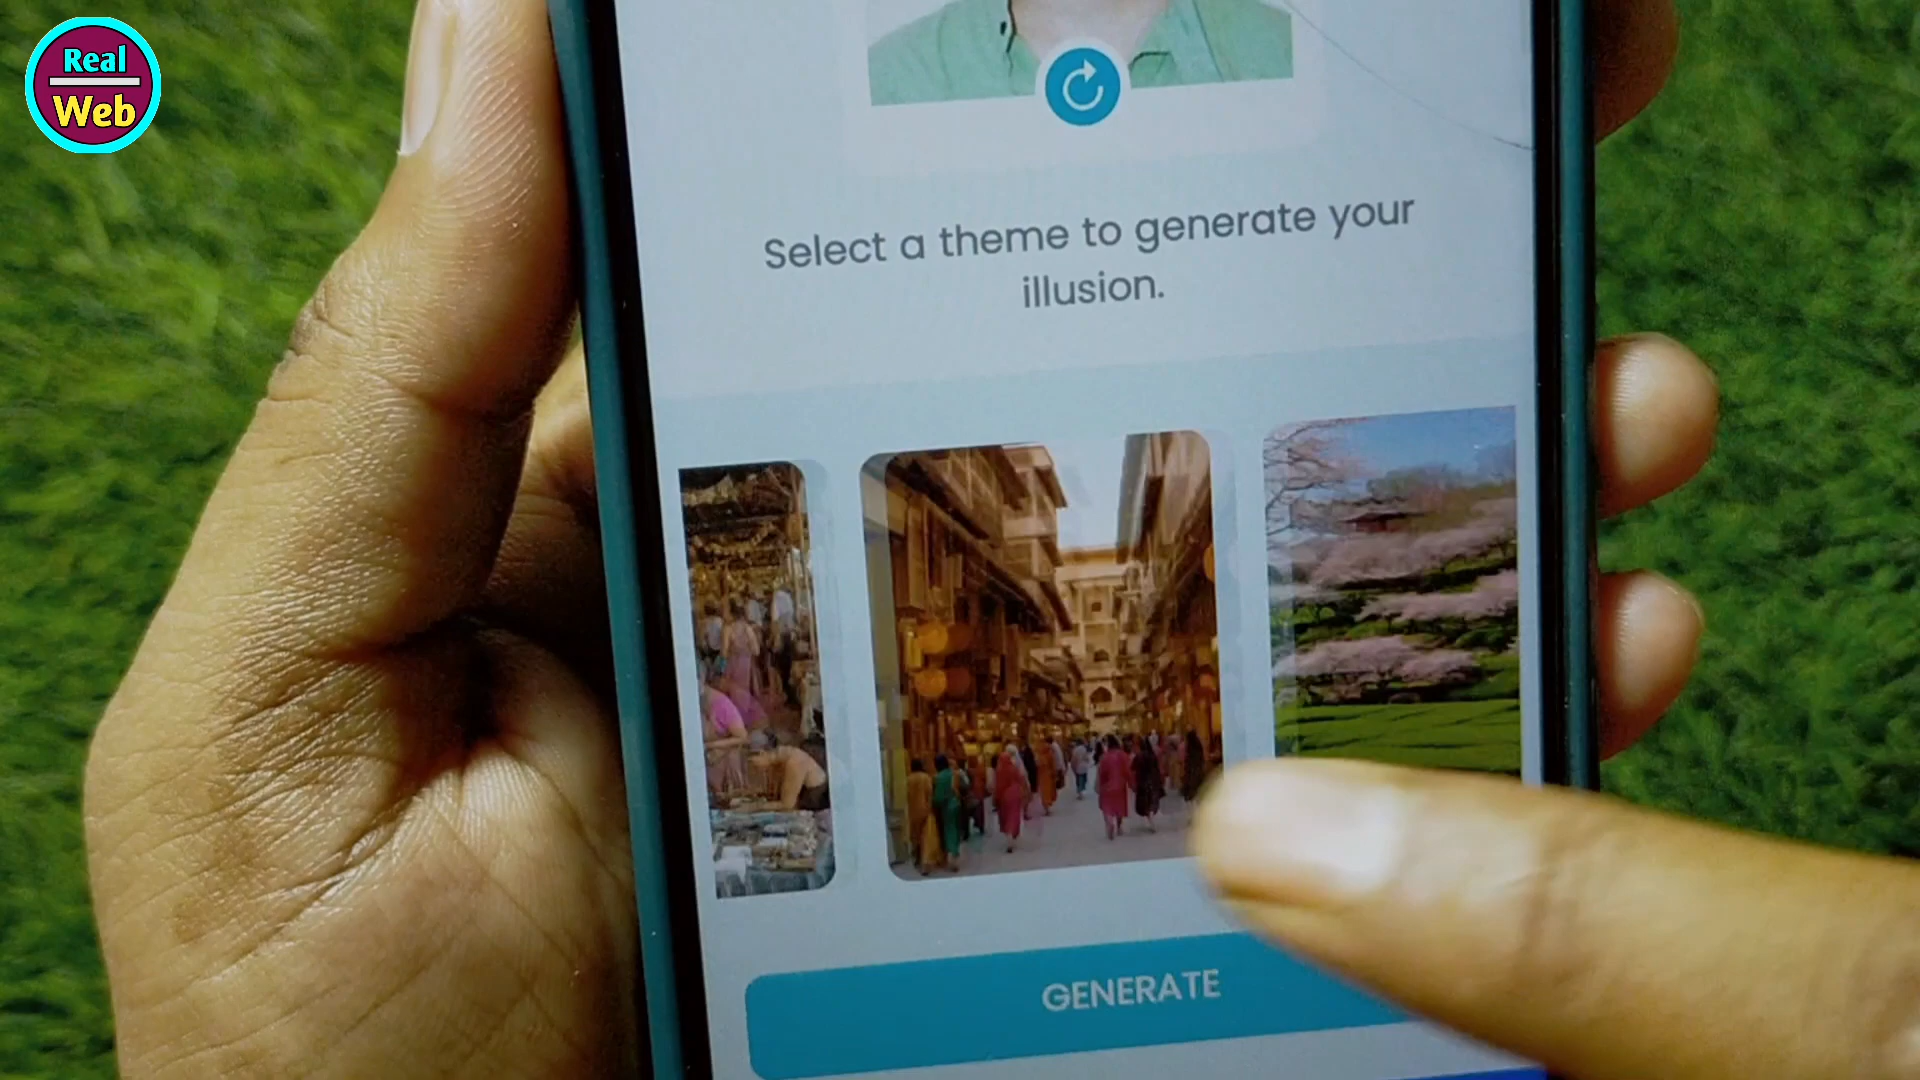 Real
Web
Select a theme to generate your
illusion.
GENERATE